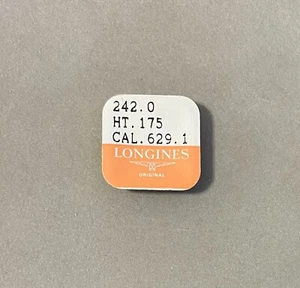 242.0
HT.175
CAL.629.1
LONGINES
ORIGINAL